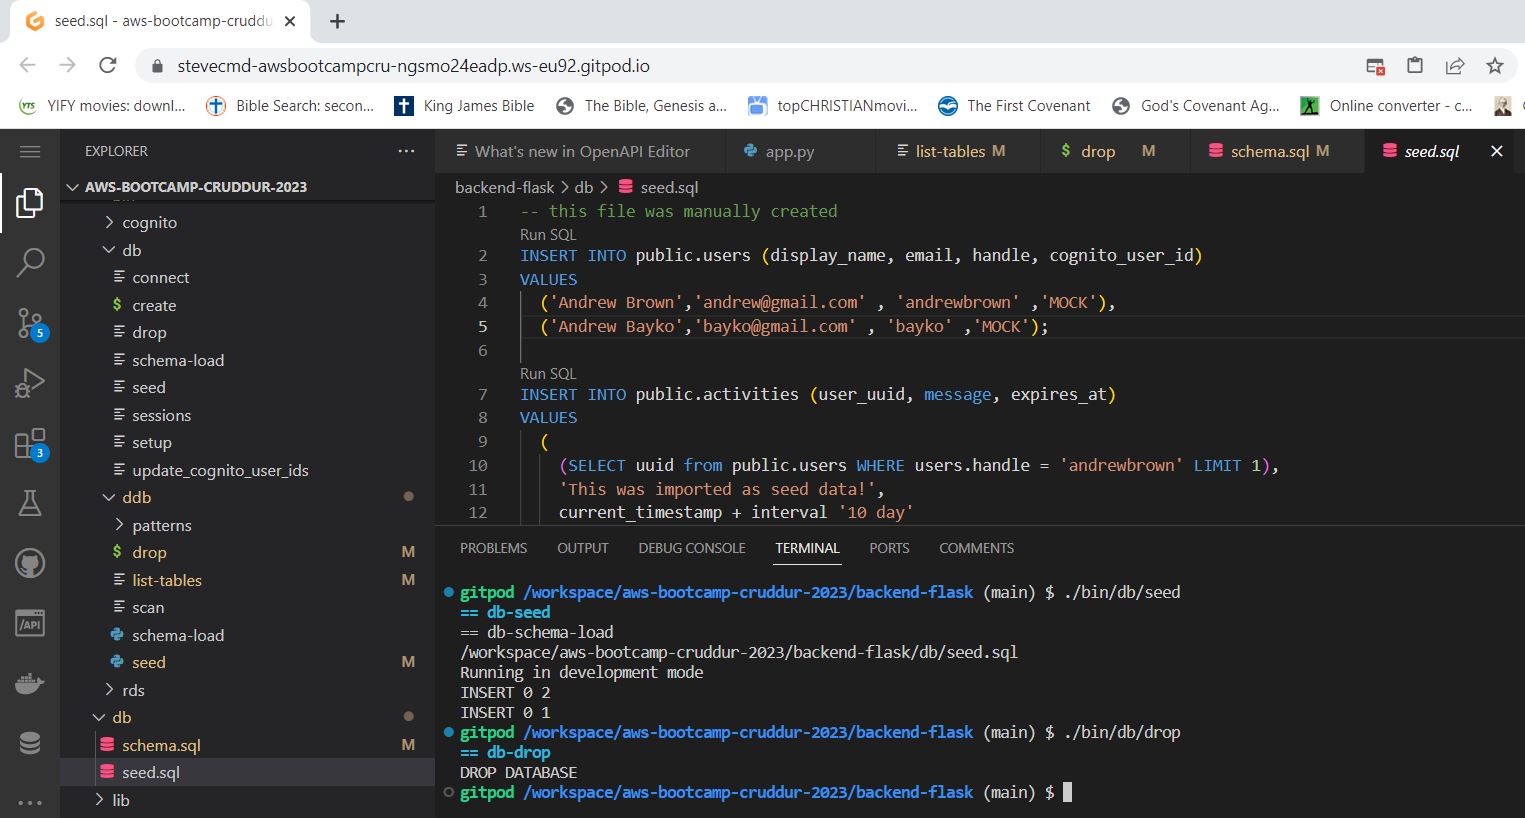 seed.sql - aws-bootcamp-cruddu
stevecmd-awsbootcampcru-ngsmo24eadp.ws-eu92.gitpod.io
YTS YIFY movies: downl... Bible Search: secon... King James Bible The Bible, Genesis a... topCHRISTIANmovi... The First Covenant God's Covenant Ag... Online converter - c...
EXPLORER
AWS-BOOTCAMP-CRUDDUR-2023
cognito
db
connect
$ create
drop
schema-load
seed
sessions
setup
update_cognito_user_ids
ddb
patterns
$ drop M
list-tables M
scan
schema-load
seed M
rds
db
schema.sql M
seed.sql
lib
5
3
/API
What's new in OpenAPI Editor app.py list-tables M $ drop M schema.sql M seed.sql
backend-flask > db > seed.sql
1 -- this file was manually created
Run SQL
2 INSERT INTO public.users (display_name, email, handle, cognito_user_id)
3 VALUES
4 ('Andrew Brown','andrew@gmail.com' , 'andrewbrown' ,'MOCK'),
5 ('Andrew Bayko','bayko@gmail.com' , 'bayko' ,'MOCK');
6
Run SQL
7 INSERT INTO public.activities (user_uuid, message, expires_at)
8 VALUES
9 (
10 (SELECT uuid from public.users WHERE users.handle = 'andrewbrown' LIMIT 1),
11 'This was imported as seed data!',
12 current_timestamp + interval '10 day'
PROBLEMS OUTPUT DEBUG CONSOLE TERMINAL PORTS COMMENTS
gitpod /workspace/aws-bootcamp-cruddur-2023/backend-flask (main) $ ./bin/db/seed
== db-seed
== db-schema-load
/workspace/aws-bootcamp-cruddur-2023/backend-flask/db/seed.sql
Running in development mode
INSERT 0 2
INSERT 0 1
gitpod /workspace/aws-bootcamp-cruddur-2023/backend-flask (main) $ ./bin/db/drop
== db-drop
DROP DATABASE
gitpod /workspace/aws-bootcamp-cruddur-2023/backend-flask (main) $